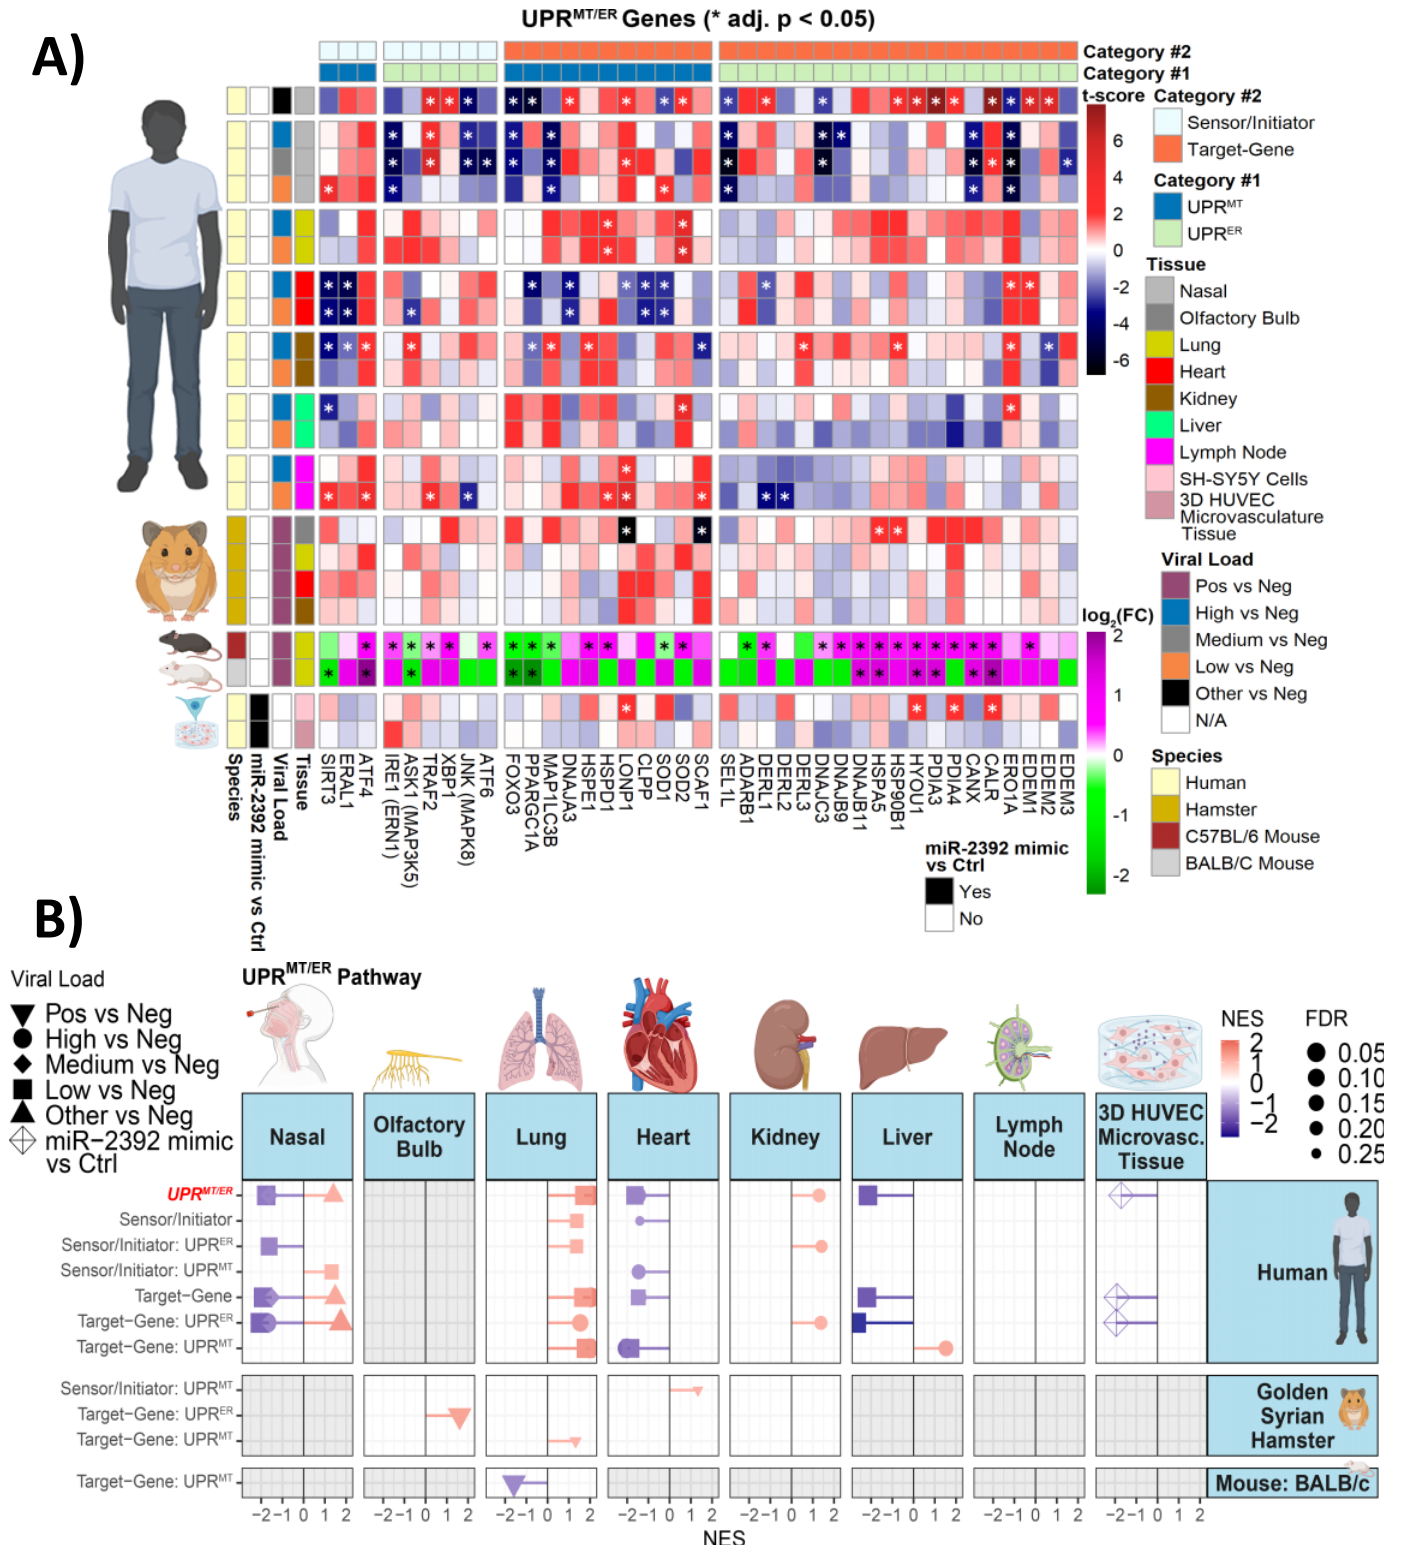 A)
UPRMT/ER Genes (* adj. p < 0.05)
Category #2
Category #1
t-score
6
4
2
0
-2
-4
-6
Category #2
Sensor/Initiator
Target-Gene
Category #1
UPRMT
UPRER
Tissue
Nasal
Olfactory Bulb
Lung
Heart
Kidney
Liver
Lymph Node
SH-SY5Y Cells
3D HUVEC
Microvasculature
Tissue
Viral Load
Pos vs Neg
High vs Neg
Medium vs Neg
Low vs Neg
Other vs Neg
N/A
log2(FC)
2
1
0
-1
-2
Species
Human
Hamster
C57BL/6 Mouse
BALB/C Mouse
miR-2392 mimic
vs Ctrl
Yes
No
Species
miR-2392 mimic vs Ctrl
Viral Load
Tissue
SIRT3
ERAL1
ATF4
IRE1 (ERN1)
ASK1 (MAP3K5)
TRAF2
XBP1
JNK (MAPK8)
ATF6
FOXO3
PPARGC1A
MAP1LC3B
DNAJA3
HSPE1
HSPD1
LONP1
CLPP
SOD1
SOD2
SCAF1
SEL1L
ADARB1
DERL1
DERL2
DERL3
DNAJC3
DNAJB9
DNAJB11
HSPA5
HSP90B1
HYOU1
PDIA3
PDIA4
CANX
CALR
ERO1A
EDEM1
EDEM2
EDEM3
B)
Viral Load
Pos vs Neg
High vs Neg
Medium vs Neg
Low vs Neg
Other vs Neg
miR−2392 mimic
vs Ctrl
UPRMT/ER Pathway
NES
2
1
0
−1
−2
FDR
0.05
0.10
0.15
0.20
0.25
Nasal
Olfactory
Bulb
Lung
Heart
Kidney
Liver
Lymph
Node
3D HUVEC
Microvasc.
Tissue
UPRMT/ER
Sensor/Initiator
Sensor/Initiator: UPRER
Sensor/Initiator: UPRMT
Target−Gene
Target−Gene: UPRER
Target−Gene: UPRMT
Human
Sensor/Initiator: UPRMT
Target−Gene: UPRER
Target−Gene: UPRMT
Golden
Syrian
Hamster
Target−Gene: UPRMT
Mouse: BALB/c
−2 −1 0 1 2 −2 −1 0 1 2 −2 −1 0 1 2 −2 −1 0 1 2 −2 −1 0 1 2 −2 −1 0 1 2 −2 −1 0 1 2 −2 −1 0 1 2
NES